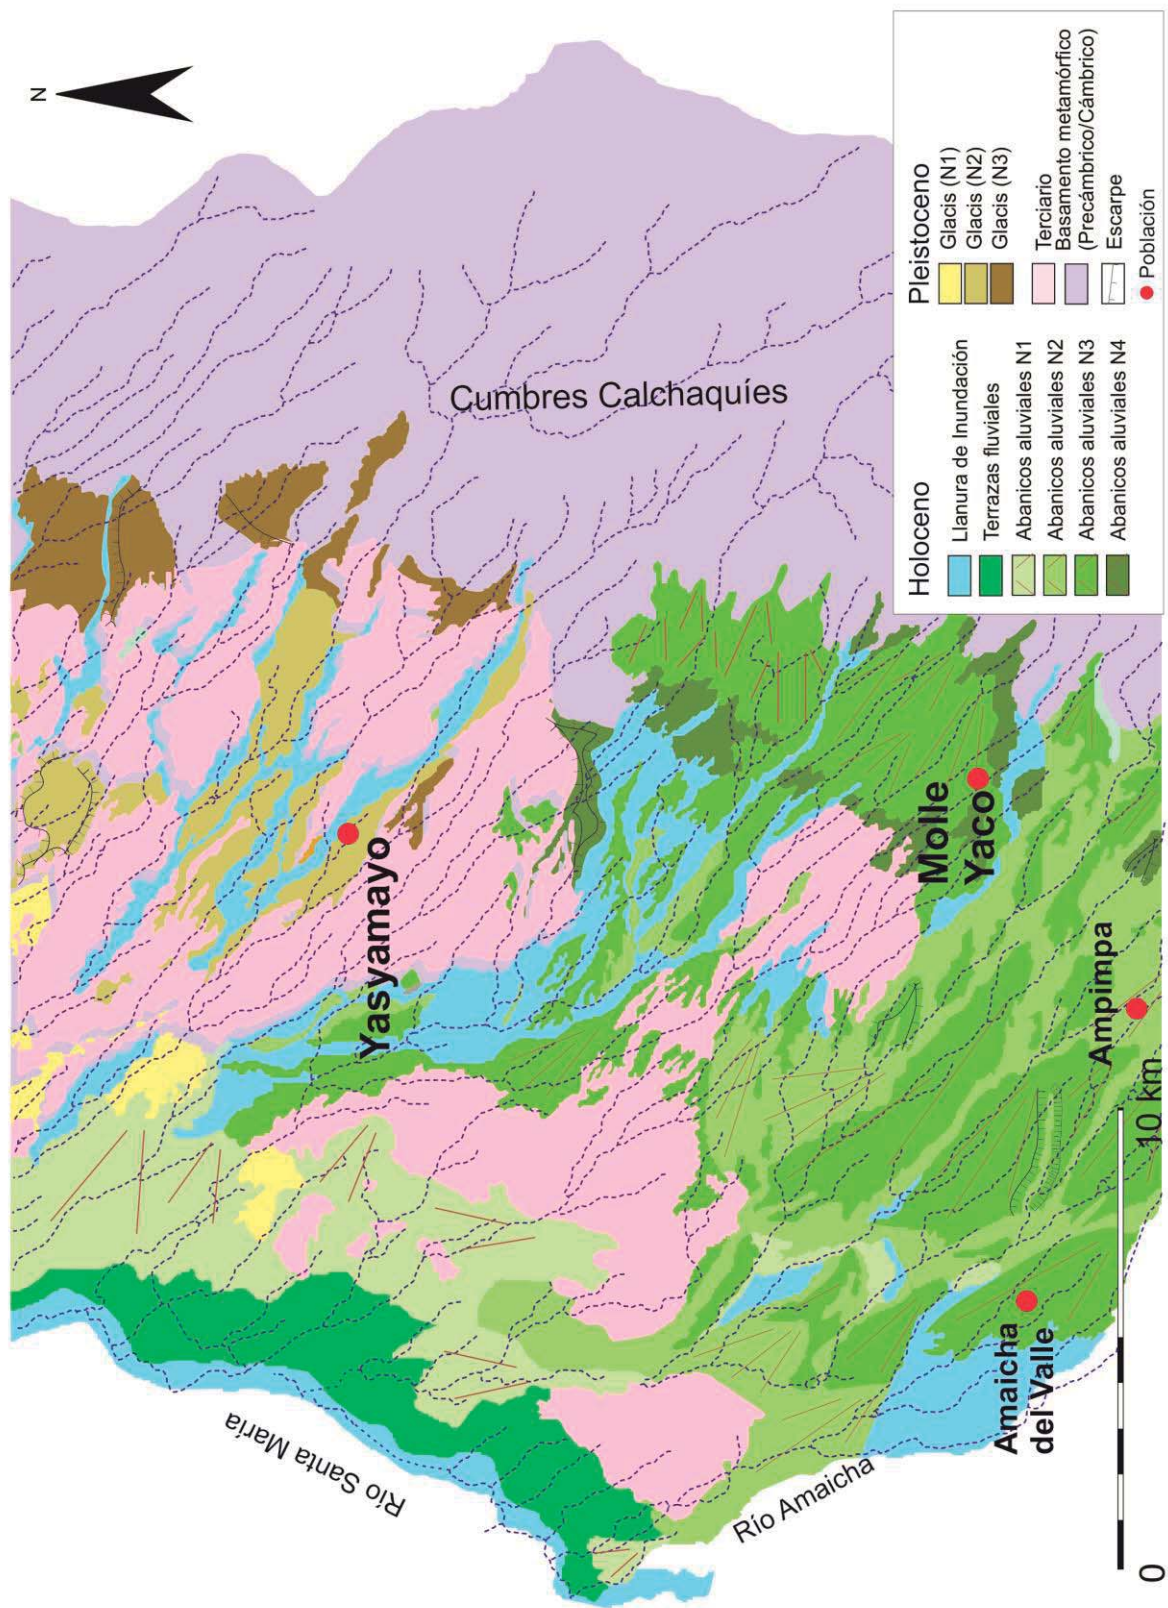 N
Cumbres Calchaquíes
Yasyamayo
Molle
Yaco
Ampimpa
Amaicha
del Valle
Río Santa María
Río Amaicha
0
10 km
Holoceno
Llanura de Inundación
Terrazas fluviales
Abanicos aluviales N1
Abanicos aluviales N2
Abanicos aluviales N3
Abanicos aluviales N4
Pleistoceno
Glacis (N1)
Glacis (N2)
Glacis (N3)
Terciario
Basamento metamórfico
(Precámbrico/Cámbrico)
Escarpe
Población